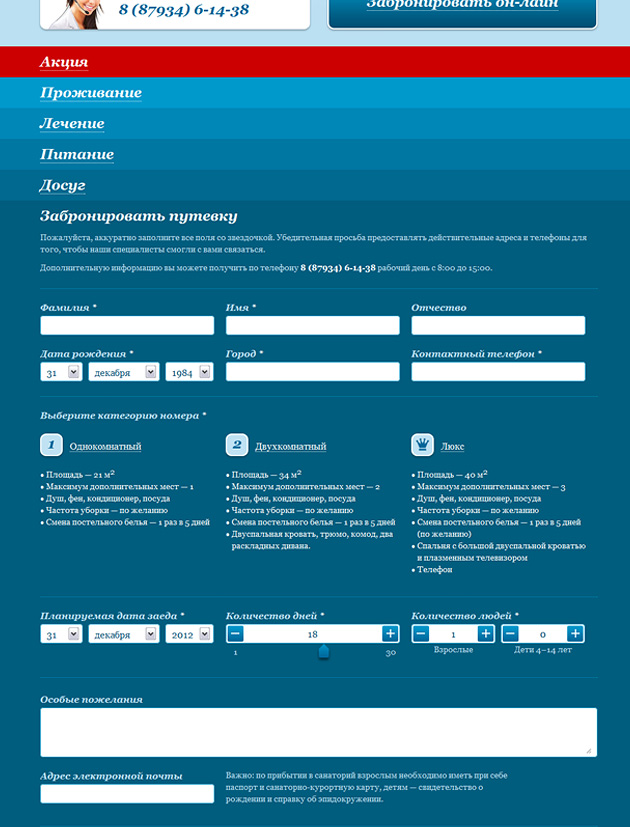 8 (87934) 6-14-38
Забронировать он-лайн
Акция
Проживание
Лечение
Питание
Досуг
Забронировать путевку
Пожалуйста, аккуратно заполните все поля со звездочкой. Убедительная просьба предоставлять действительные адреса и телефоны для
того, чтобы наши специалисты смогли с вами связаться.
Дополнительную информацию вы можете получить по телефону 8 (87934) 6-14-38 рабочий день с 8:00 до 15:00.
Фамилия *
Имя *
Отчество
Дата рождения *
Город *
Контактный телефон *
31 декабря 1984
Выберите категорию номера *
1 Однокомнатный
• Площадь — 21 м²
• Максимум дополнительных мест — 1
• Душ, фен, кондиционер, посуда
• Частота уборки — по желанию
• Смена постельного белья — 1 раз в 5 дней
2 Двухкомнатный
• Площадь — 34 м²
• Максимум дополнительных мест — 2
• Душ, фен, кондиционер, посуда
• Частота уборки — по желанию
• Смена постельного белья — 1 раз в 5 дней
• Двуспальная кровать, трюмо, комод, два
раскладных дивана.
Люкс
• Площадь — 40 м²
• Максимум дополнительных мест — 3
• Душ, фен, кондиционер, посуда
• Частота уборки — по желанию
• Смена постельного белья — 1 раз в 5 дней
(по желанию)
• Спальня с большой двуспальной кроватью
и плазменным телевизором
• Телефон
Планируемая дата заеда *
31 декабря 2012
Количество дней *
− 18 +
1 30
Количество людей *
− 1 + − 0 +
Взрослые Дети 4–14 лет
Особые пожелания
Адрес электронной почты
Важно: по прибытии в санаторий взрослым необходимо иметь при себе
паспорт и санаторно-курортную карту, детям — свидетельство о
рождении и справку об эпидокружении.